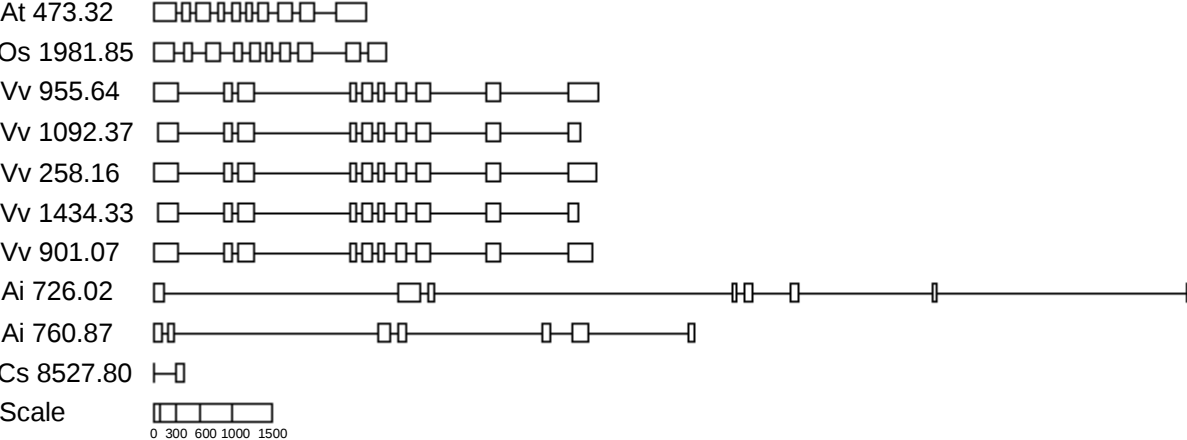 At 473.32
Os 1981.85
Vv 955.64
Vv 1092.37
Vv 258.16
Vv 1434.33
Vv 901.07
Ai 726.02
Ai 760.87
Cs 8527.80
Scale
0 300 600 1000 1500